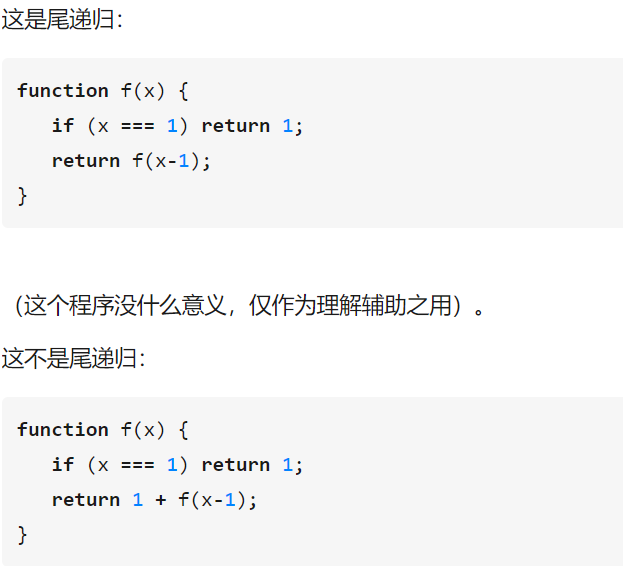 这是尾递归：
function f(x) {
   if (x === 1) return 1;
   return f(x-1);
}
（这个程序没什么意义，仅作为理解辅助之用）。
这不是尾递归：
function f(x) {
   if (x === 1) return 1;
   return 1 + f(x-1);
}